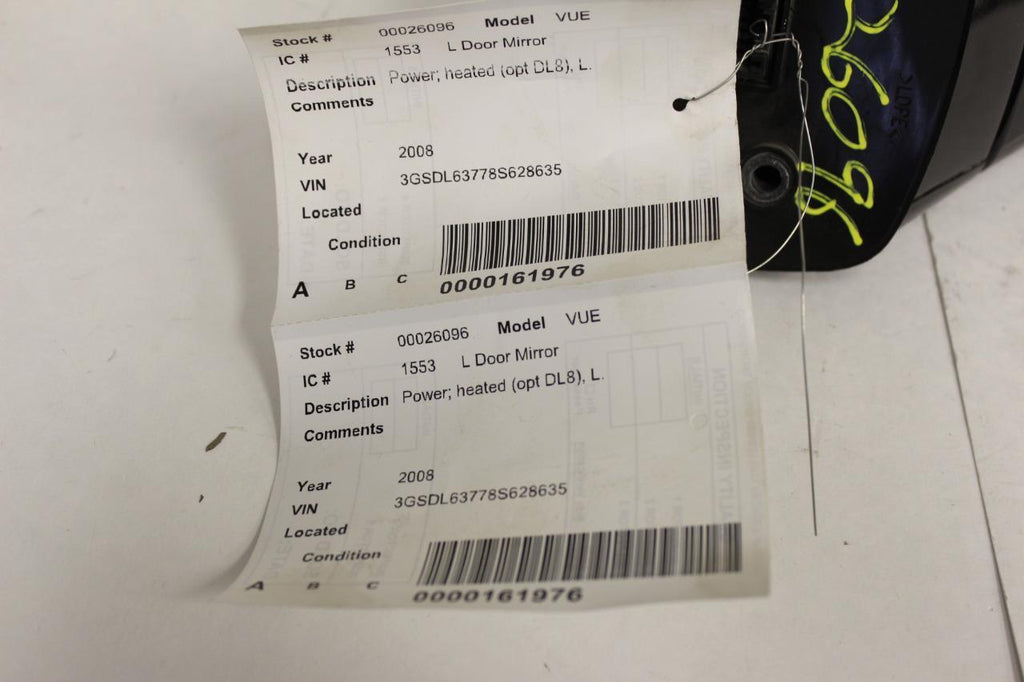 Stock # 00026096 Model VUE
IC # 1553 L Door Mirror
Description Power; heated (opt DL8), L.
Comments
Year 2008
VIN 3GSDL63778S628635
Located
Condition
A B C
0000161976
Stock # 00026096 Model VUE
IC # 1553 L Door Mirror
Description Power; heated (opt DL8), L.
Comments
Year 2008
VIN 3GSDL63778S628635
Located
Condition
A B C
0000161976
26096